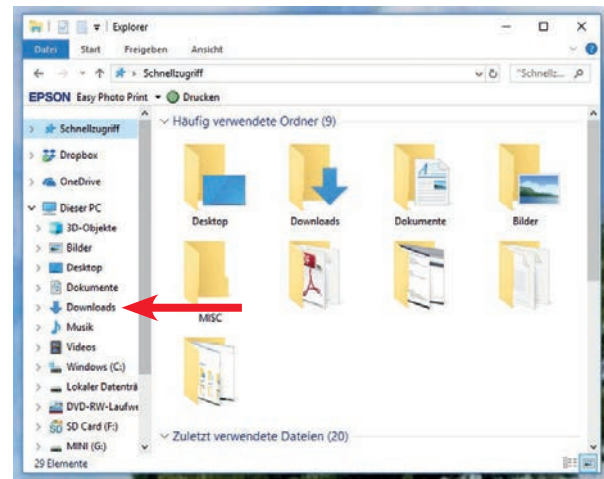 Explorer
Datei Start Freigeben Ansicht
Schnellzugriff "Schnellz...
EPSON Easy Photo Print Drucken
Schnellzugriff
Dropbox
OneDrive
Dieser PC
3D-Objekte
Bilder
Desktop
Dokumente
Downloads
Musik
Videos
Windows (C:)
Lokaler Datenträ
DVD-RW-Laufwe
SD Card (F:)
MINI (G:)
Häufig verwendete Ordner (9)
Desktop Downloads Dokumente Bilder
MISC
Zuletzt verwendete Dateien (20)
29 Elemente